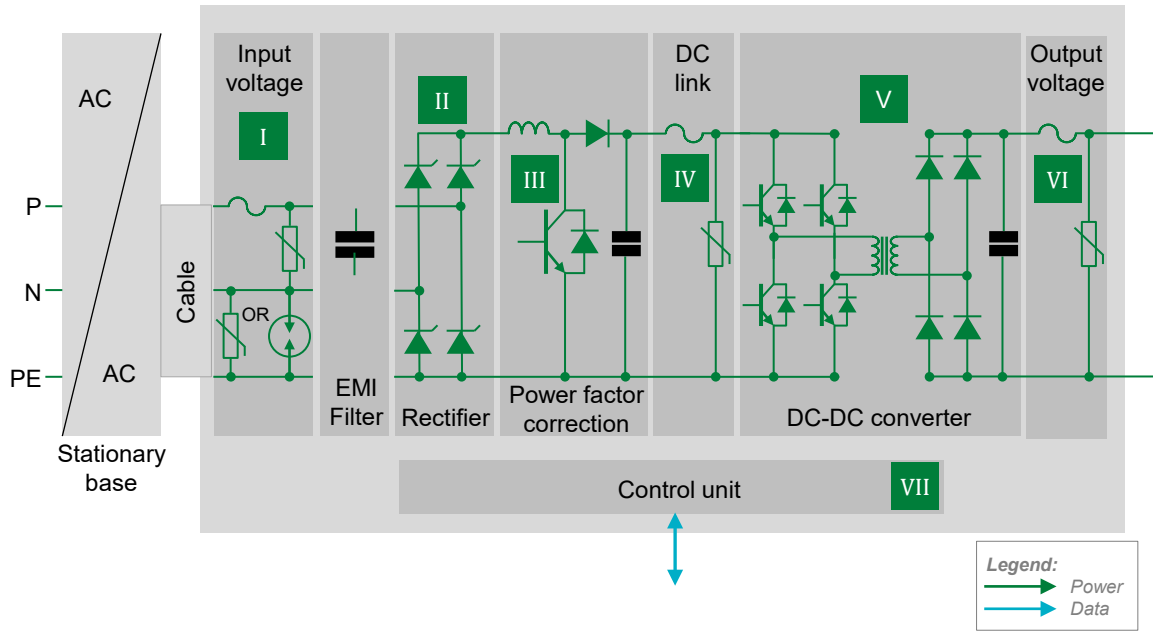 Input
voltage
DC
link
Output
voltage
AC
I
II
III
IV
V
VI
P
N
PE
OR
Cable
AC
Stationary
base
EMI
Filter
Rectifier
Power factor
correction
DC-DC converter
Control unit
VII
Legend:
Power
Data